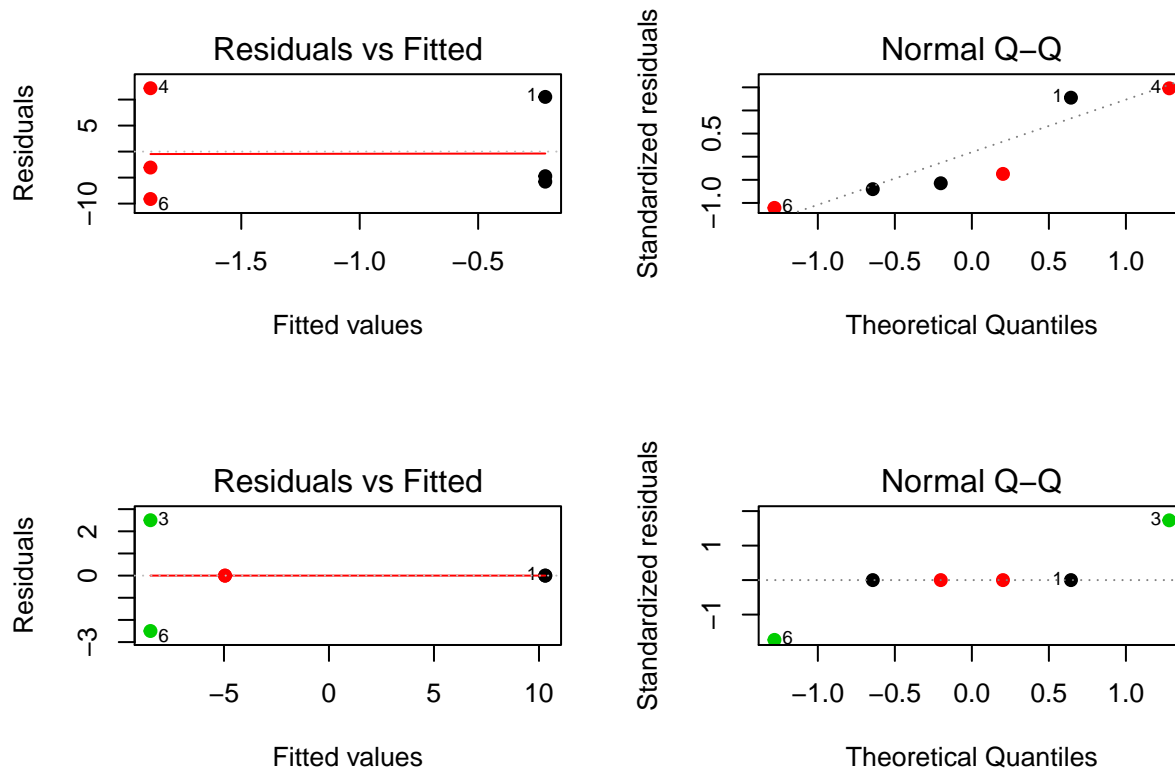 Residuals vs Fitted
Residuals
5
−10
4
6
1
−1.5 −1.0 −0.5
Fitted values
Normal Q−Q
Standardized residuals
0.5
−1.0
6
1
4
−1.0 −0.5 0.0 0.5 1.0
Theoretical Quantiles
Residuals vs Fitted
Residuals
2
0
−3
3
6
1
−5 0 5 10
Fitted values
Normal Q−Q
Standardized residuals
1
−1
6
1
3
−1.0 −0.5 0.0 0.5 1.0
Theoretical Quantiles